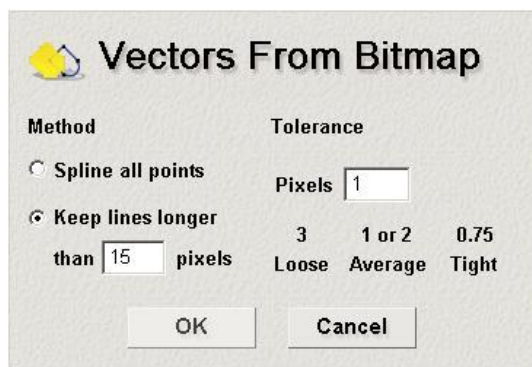 Vectors From Bitmap
Method
Spline all points
Keep lines longer
than 15 pixels
Tolerance
Pixels 1
3 1 or 2 0.75
Loose Average Tight
OK Cancel